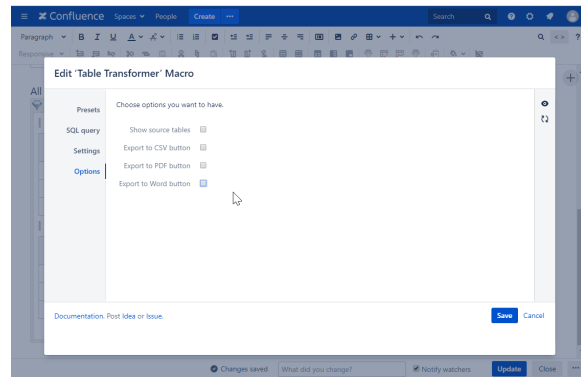 Confluence Spaces People Create ··· Search
Paragraph B I U A
Responsive
Edit 'Table Transformer' Macro
All
Presets
Choose options you want to have.
SQL query
Show source tables
Settings
Export to CSV button
Options
Export to PDF button
Export to Word button
Documentation. Post Idea or Issue.
Save Cancel
Changes saved What did you change? Notify watchers Update Close ···